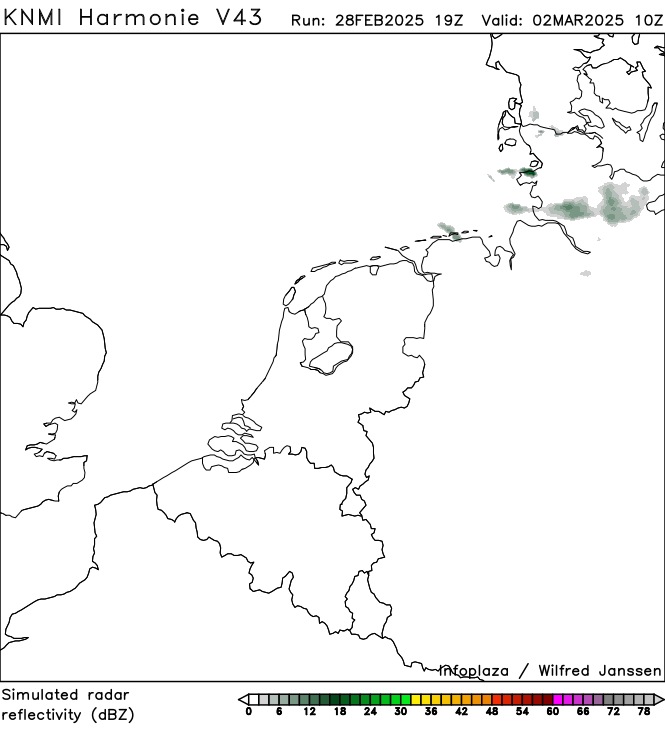 KNMI Harmonie V43 Run: 28FEB2025 19Z Valid: 02MAR2025 10Z
infoplaza / Wilfred Janssen
Simulated radar
reflectivity (dBZ)
0 6 12 18 24 30 36 42 48 54 60 66 72 78